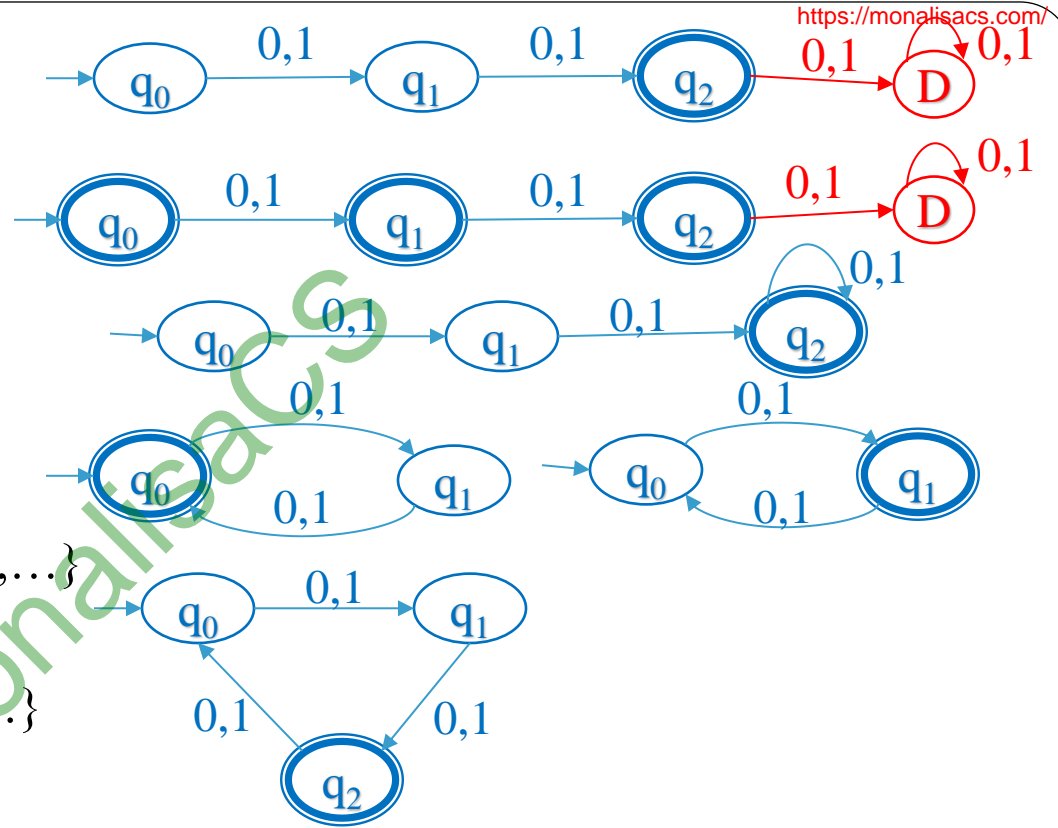 https://monalisacs.com/
0,1 0,1 0,1 0,1
q0 q1 q2 D
0,1 0,1 0,1 0,1
q0 q1 q2 D
0,1
0,1 0,1
q0 q1 q2
0,1 0,1
q0 q1 q0 q1
0,1 0,1
,…}
0,1
q0 q1
.}
0,1 0,1
q2
onalisaCs